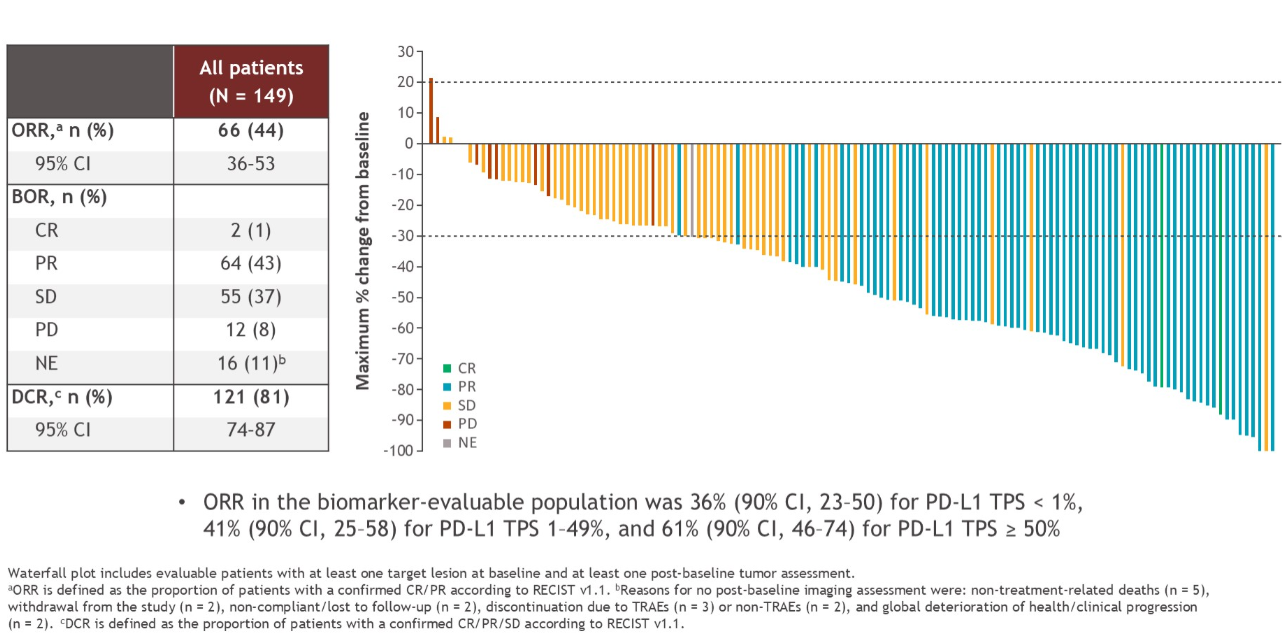 All patients
(N = 149)
ORR,ᵃ n (%) 66 (44)
95% CI 36–53
BOR, n (%)
CR 2 (1)
PR 64 (43)
SD 55 (37)
PD 12 (8)
NE 16 (11)ᵇ
DCR,ᶜ n (%) 121 (81)
95% CI 74–87
Maximum % change from baseline
30
20
10
0
-10
-20
-30
-40
-50
-60
-70
-80
-90
-100
CR
PR
SD
PD
NE
• ORR in the biomarker-evaluable population was 36% (90% CI, 23–50) for PD-L1 TPS < 1%,
41% (90% CI, 25–58) for PD-L1 TPS 1–49%, and 61% (90% CI, 46–74) for PD-L1 TPS ≥ 50%
Waterfall plot includes evaluable patients with at least one target lesion at baseline and at least one post-baseline tumor assessment.
ᵃORR is defined as the proportion of patients with a confirmed CR/PR according to RECIST v1.1. ᵇReasons for no post-baseline imaging assessment were: non-treatment-related deaths (n = 5),
withdrawal from the study (n = 2), non-compliant/lost to follow-up (n = 2), discontinuation due to TRAEs (n = 3) or non-TRAEs (n = 2), and global deterioration of health/clinical progression
(n = 2). ᶜDCR is defined as the proportion of patients with a confirmed CR/PR/SD according to RECIST v1.1.